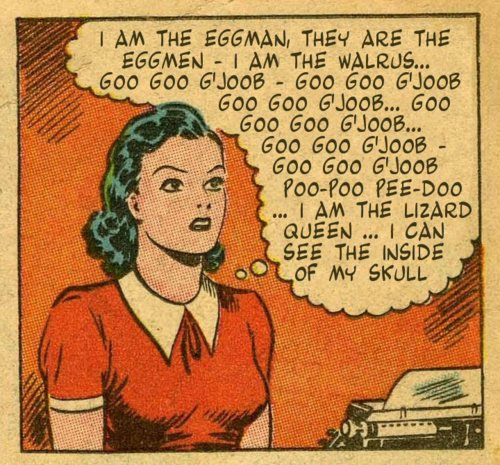 I AM THE EGGMAN, THEY ARE THE
EGGMEN - I AM THE WALRUS...
GOO GOO G'JOOB - GOO GOO G'JOOB
GOO GOO G'JOOB... GOO
GOO GOO G'JOOB...
GOO GOO G'JOOB -
GOO GOO G'JOOB
POO-POO PEE-DOO
... I AM THE LIZARD
QUEEN ... I CAN
SEE THE INSIDE
OF MY SKULL